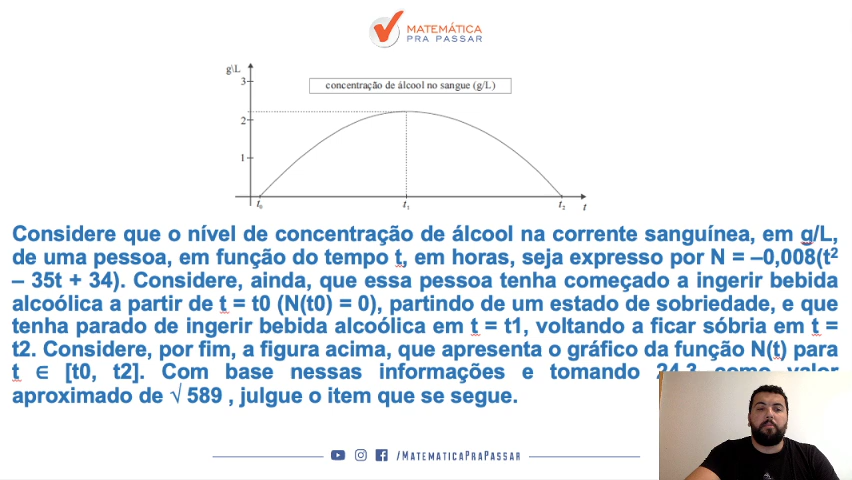 MATEMÁTICA
PRA PASSAR
g\L
concentração de álcool no sangue (g/L)
3
2
1
t₀ t₁ t₂ t
Considere que o nível de concentração de álcool na corrente sanguínea, em g/L,
de uma pessoa, em função do tempo t, em horas, seja expresso por N = –0,008(t²
– 35t + 34). Considere, ainda, que essa pessoa tenha começado a ingerir bebida
alcoólica a partir de t = t0 (N(t0) = 0), partindo de um estado de sobriedade, e que
tenha parado de ingerir bebida alcoólica em t = t1, voltando a ficar sóbria em t =
t2. Considere, por fim, a figura acima, que apresenta o gráfico da função N(t) para
t ∈ [t0, t2]. Com base nessas informações e tomando 24,3 como valor
aproximado de √ 589 , julgue o item que se segue.
/MATEMATICAPRAPASSAR